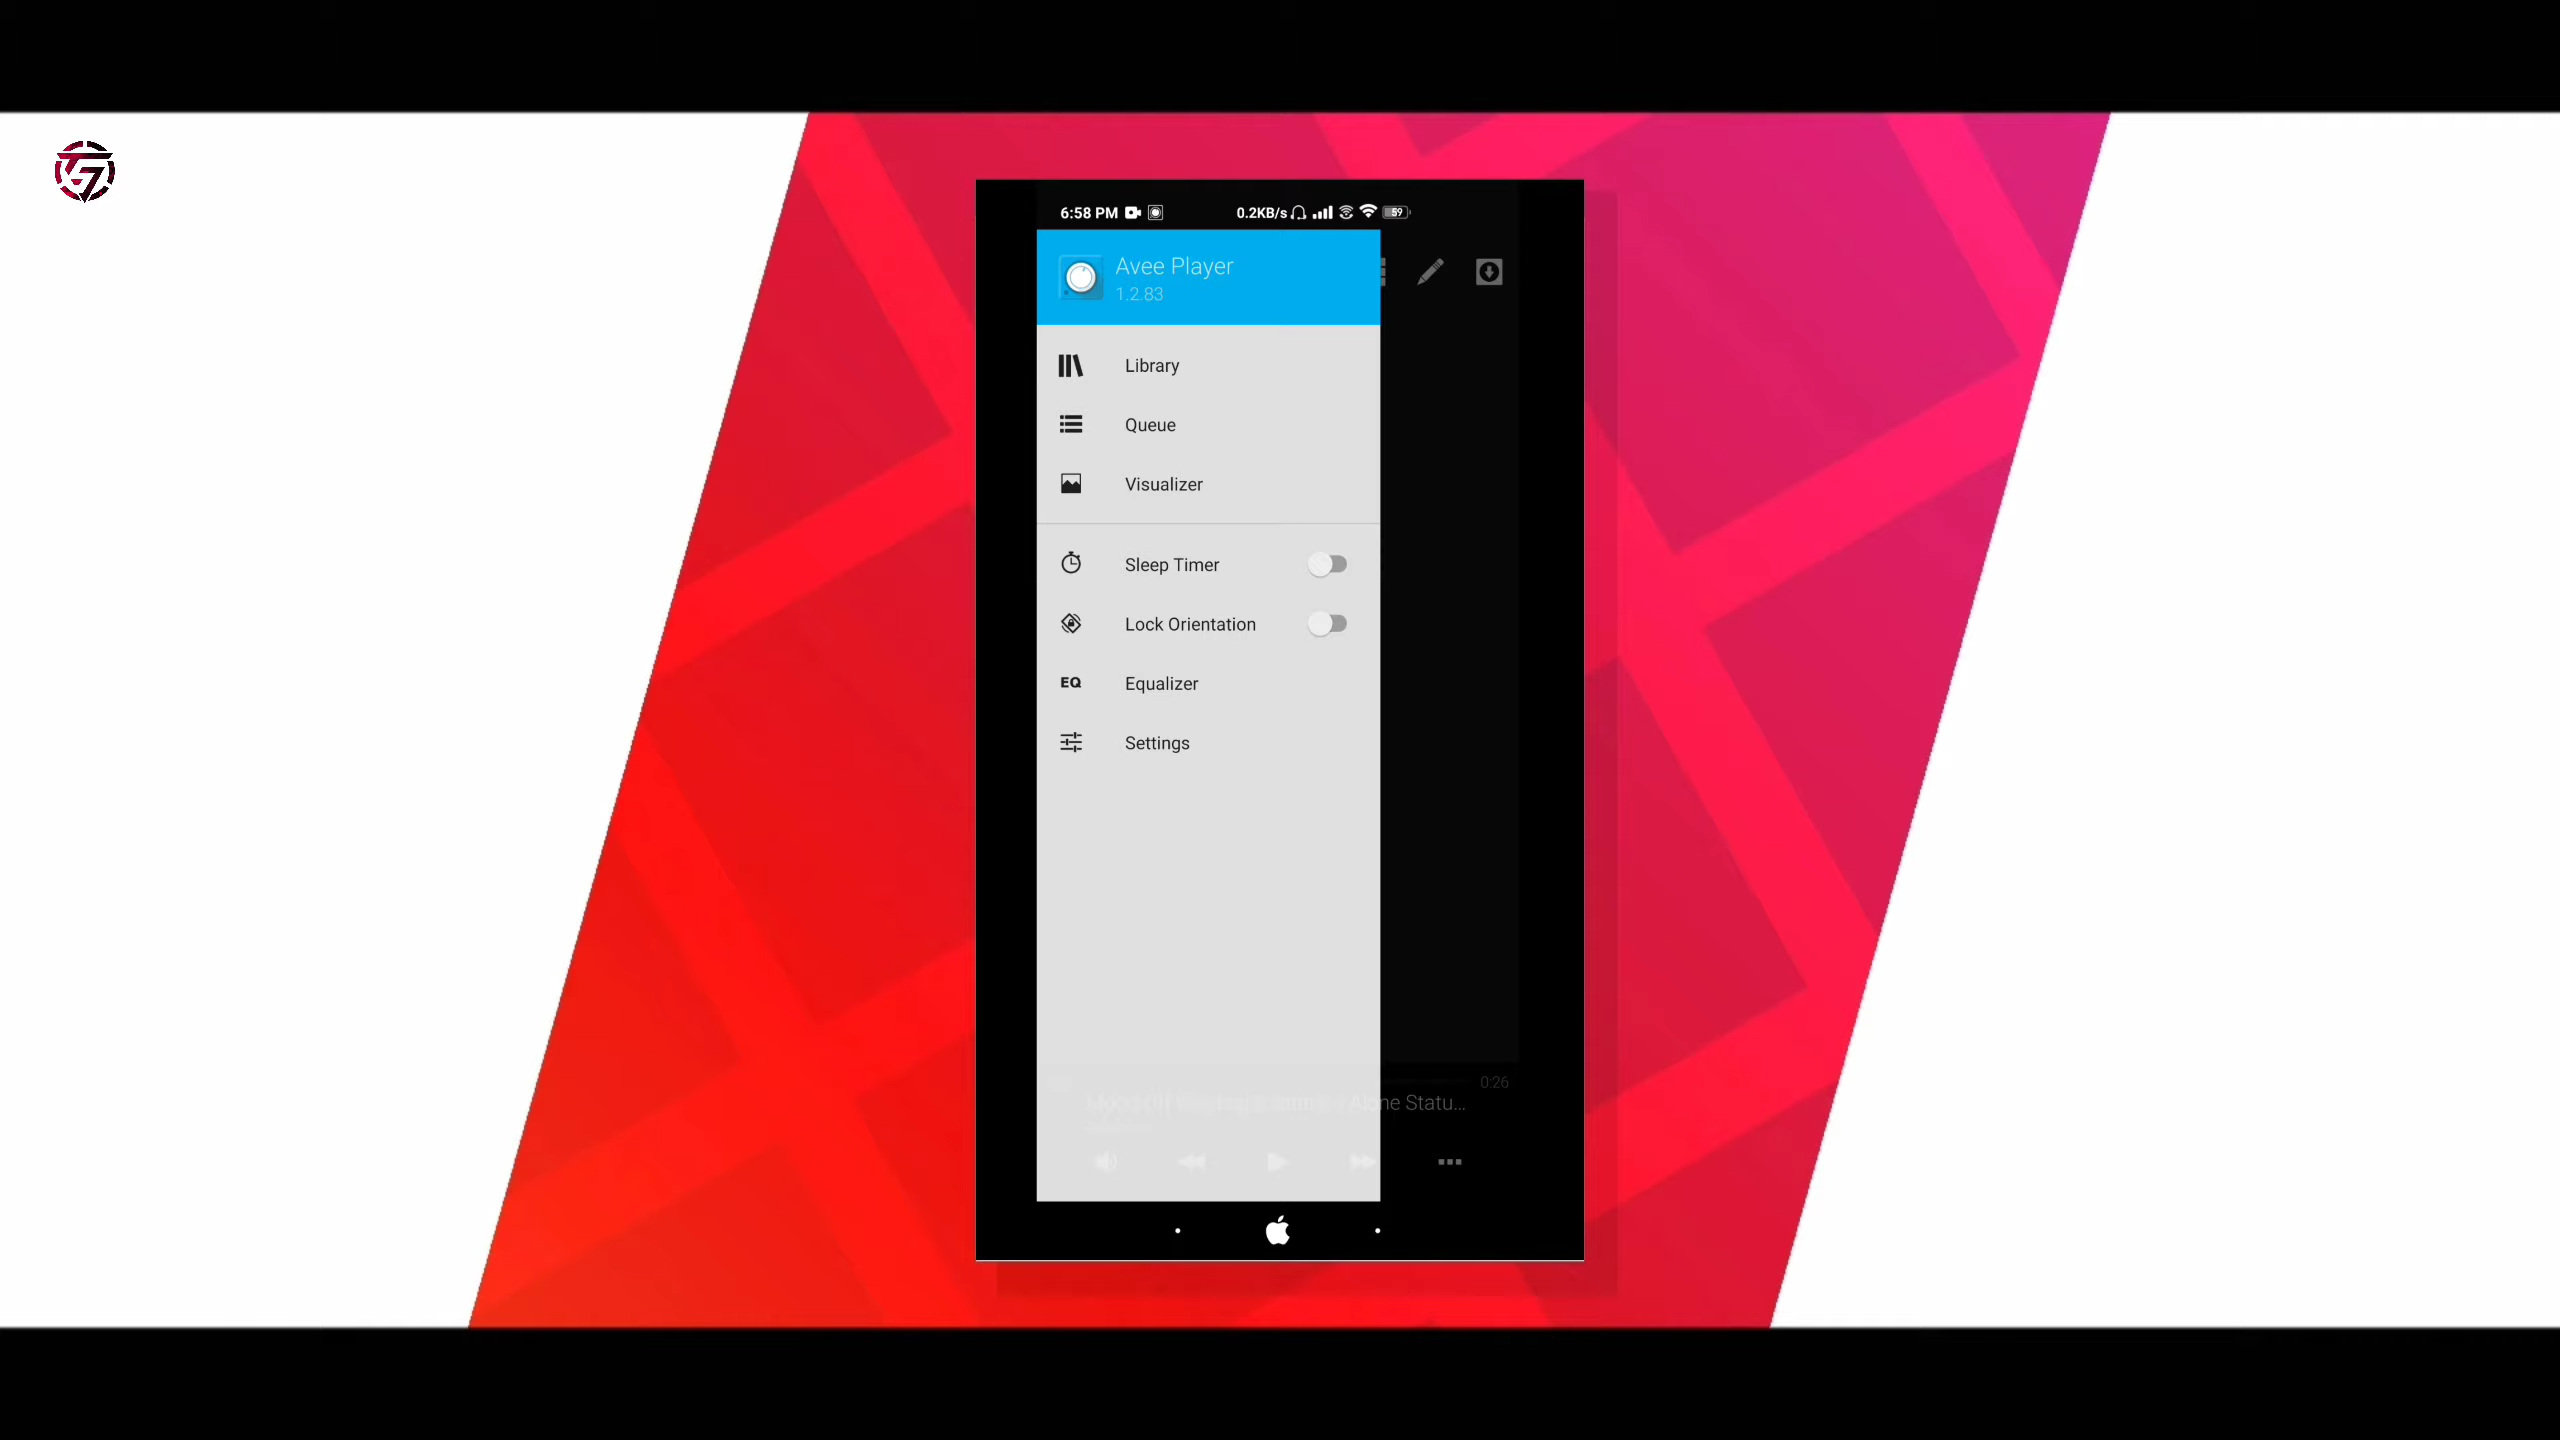 6:58 PM 0.2KB/s 59
Avee Player
1.2.83
Library
Queue
Visualizer
Sleep Timer
Lock Orientation
EQ Equalizer
Settings
0:26
Statu...